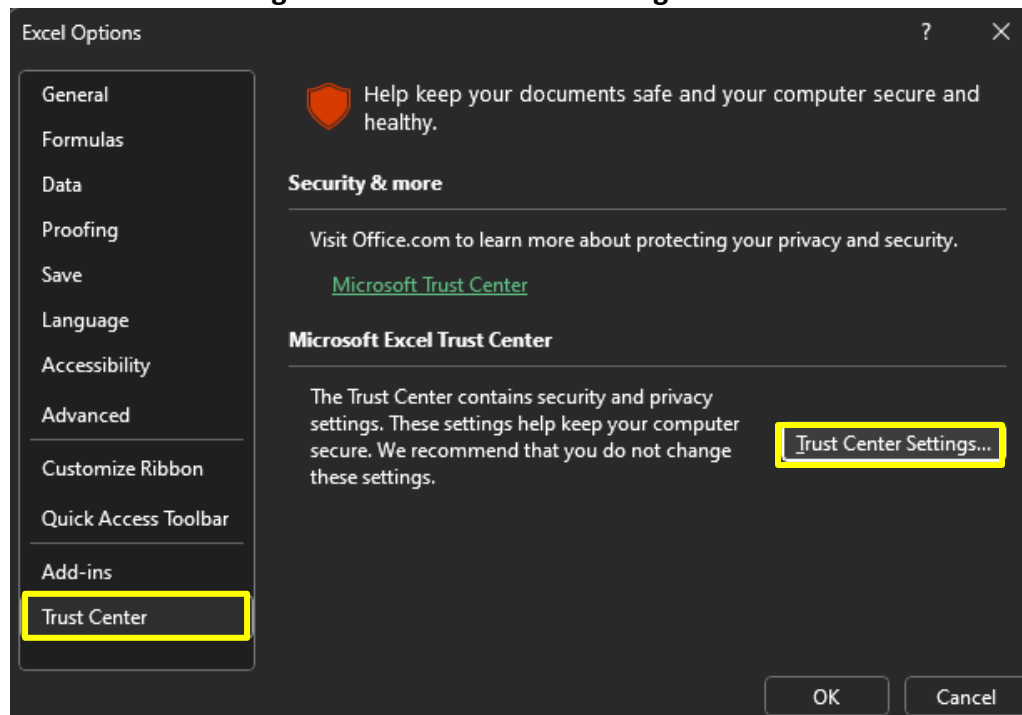 Excel Options
?
General
Formulas
Data
Proofing
Save
Language
Accessibility
Advanced
Customize Ribbon
Quick Access Toolbar
Add-ins
Trust Center
Help keep your documents safe and your computer secure and
healthy.
Security & more
Visit Office.com to learn more about protecting your privacy and security.
Microsoft Trust Center
Microsoft Excel Trust Center
The Trust Center contains security and privacy
settings. These settings help keep your computer
secure. We recommend that you do not change
these settings.
Trust Center Settings...
OK
Cancel